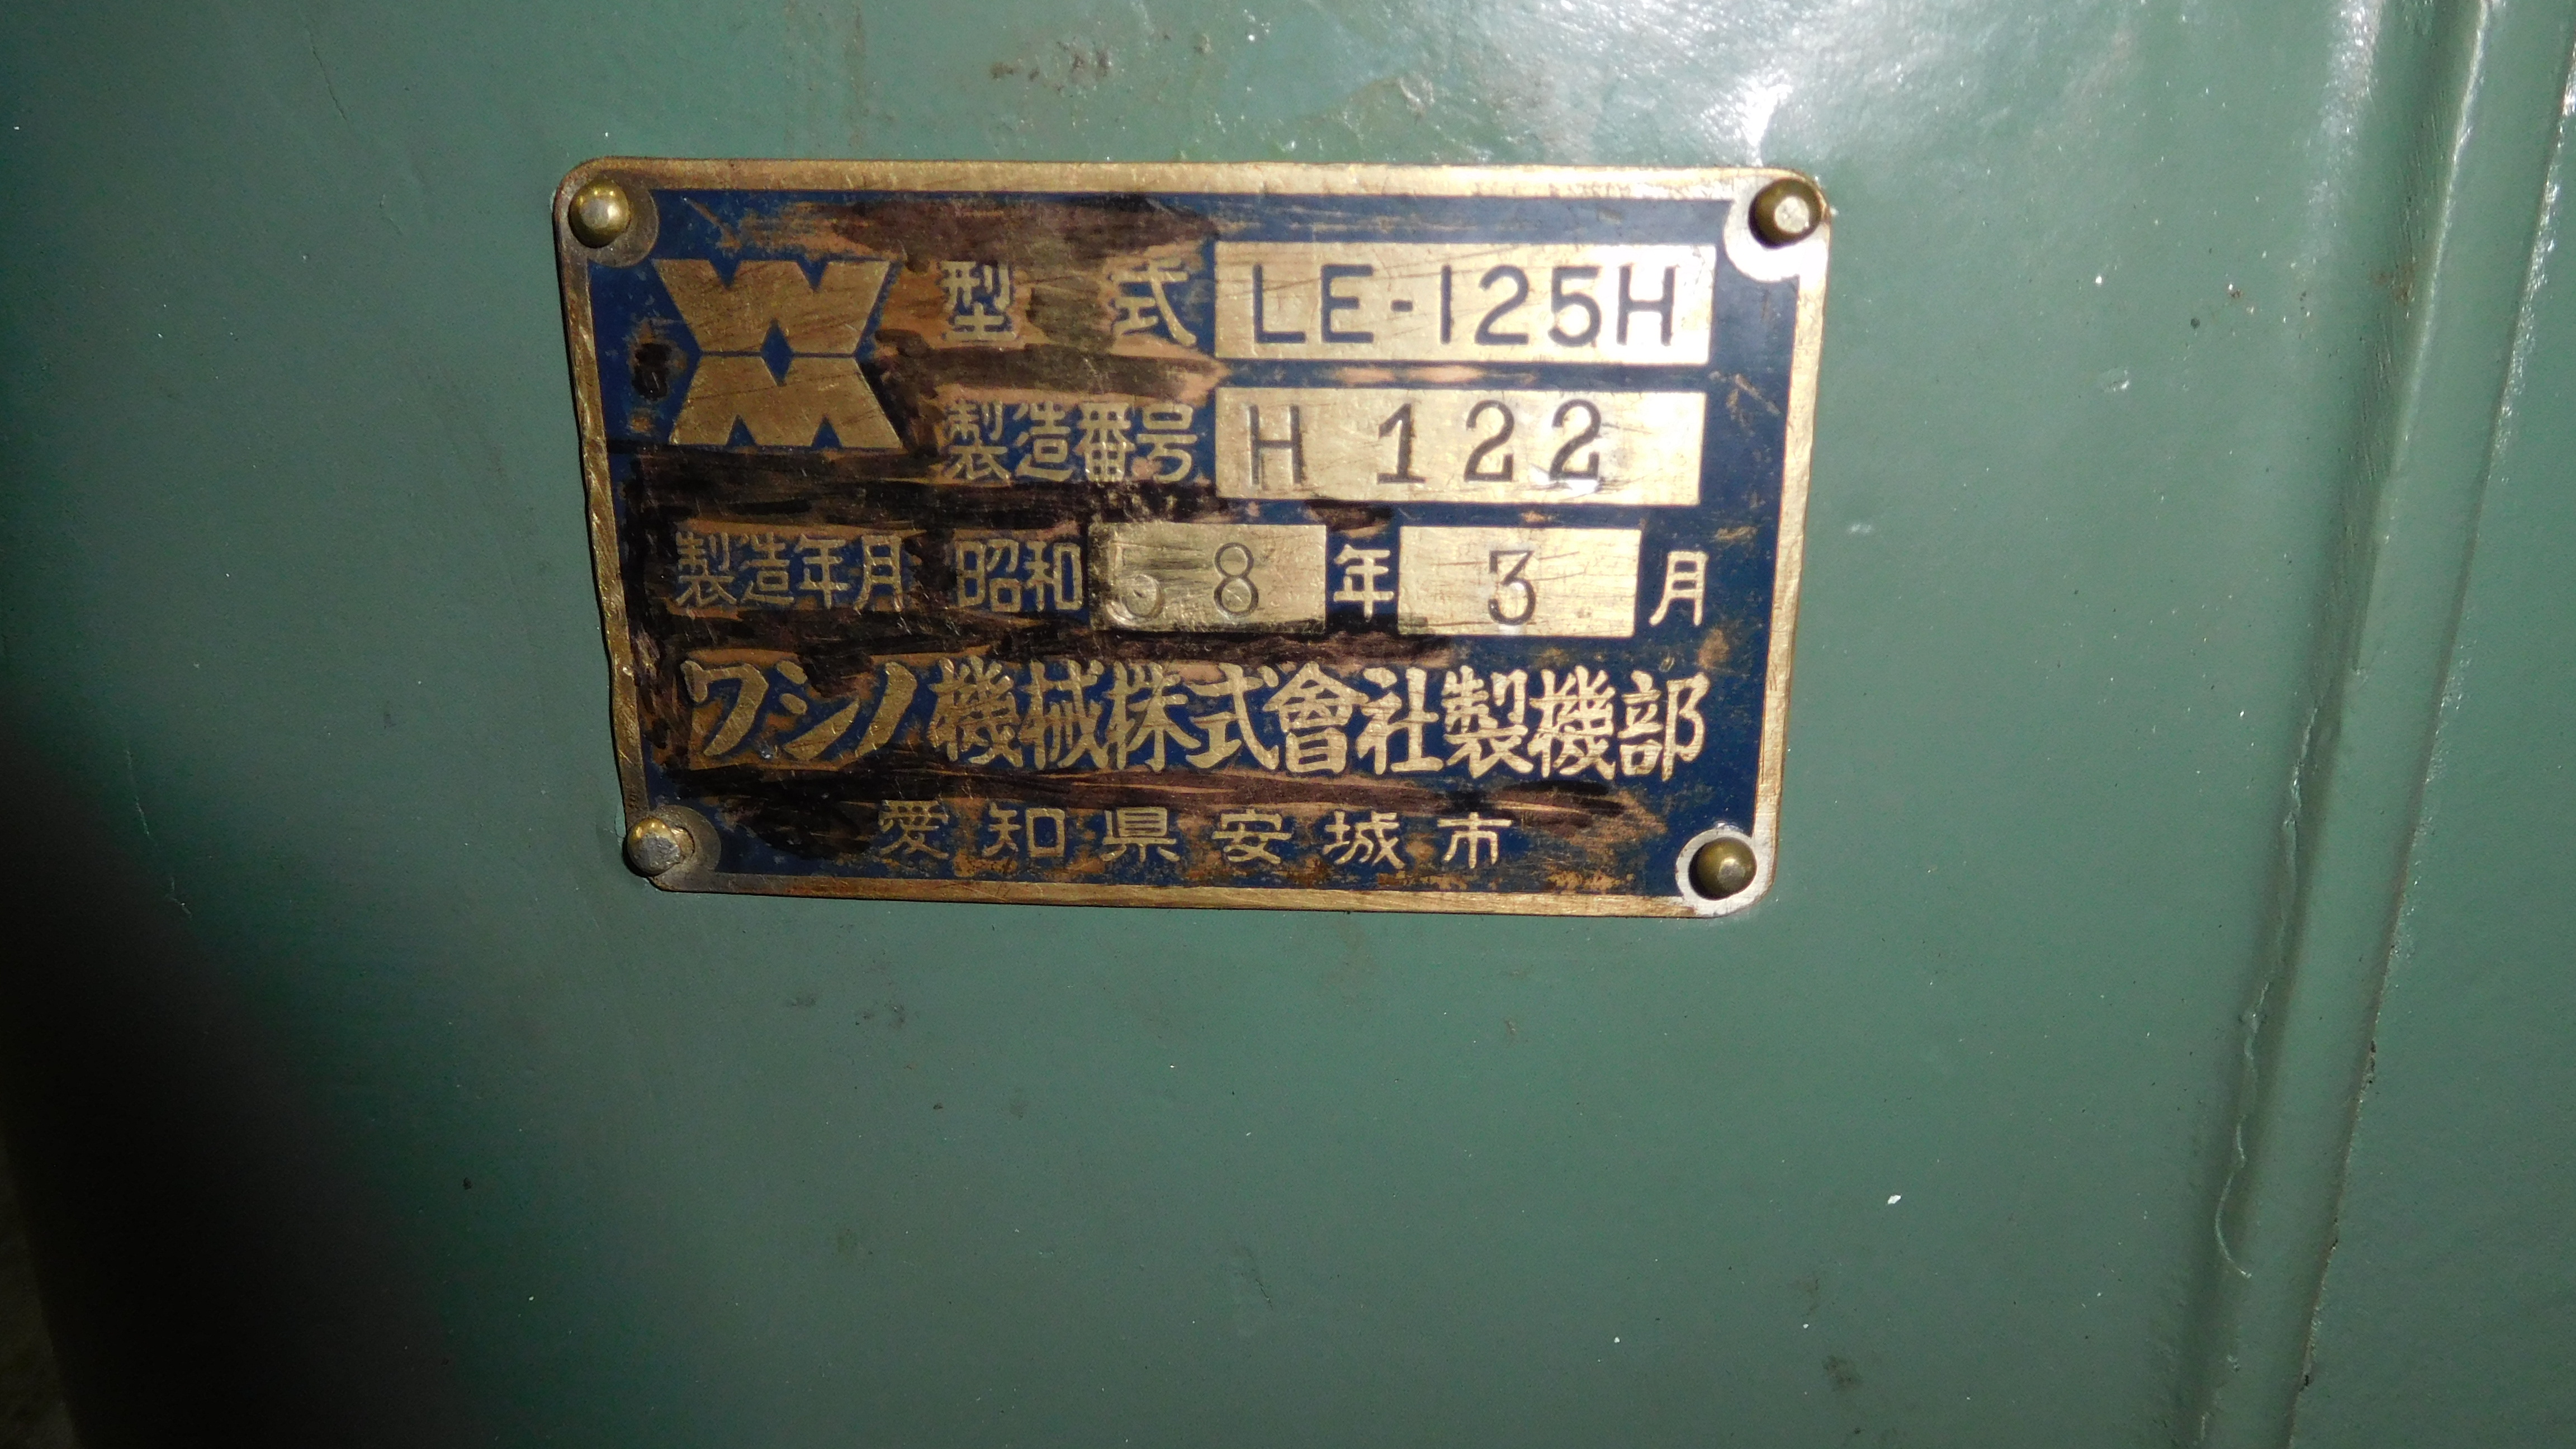 型式 LE-125H
製造番号 H 122
製造年月 昭和 58 年 3 月
ワシノ機械株式會社製機部
愛知県安城市